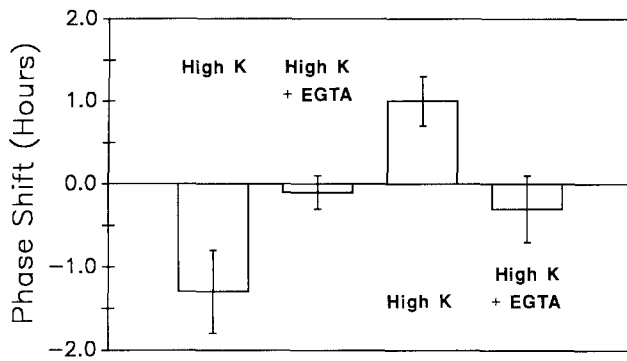 Phase Shift (Hours)
2.0
1.0
0.0
−1.0
−2.0
High K
High K
+ EGTA
High K
High K
+ EGTA